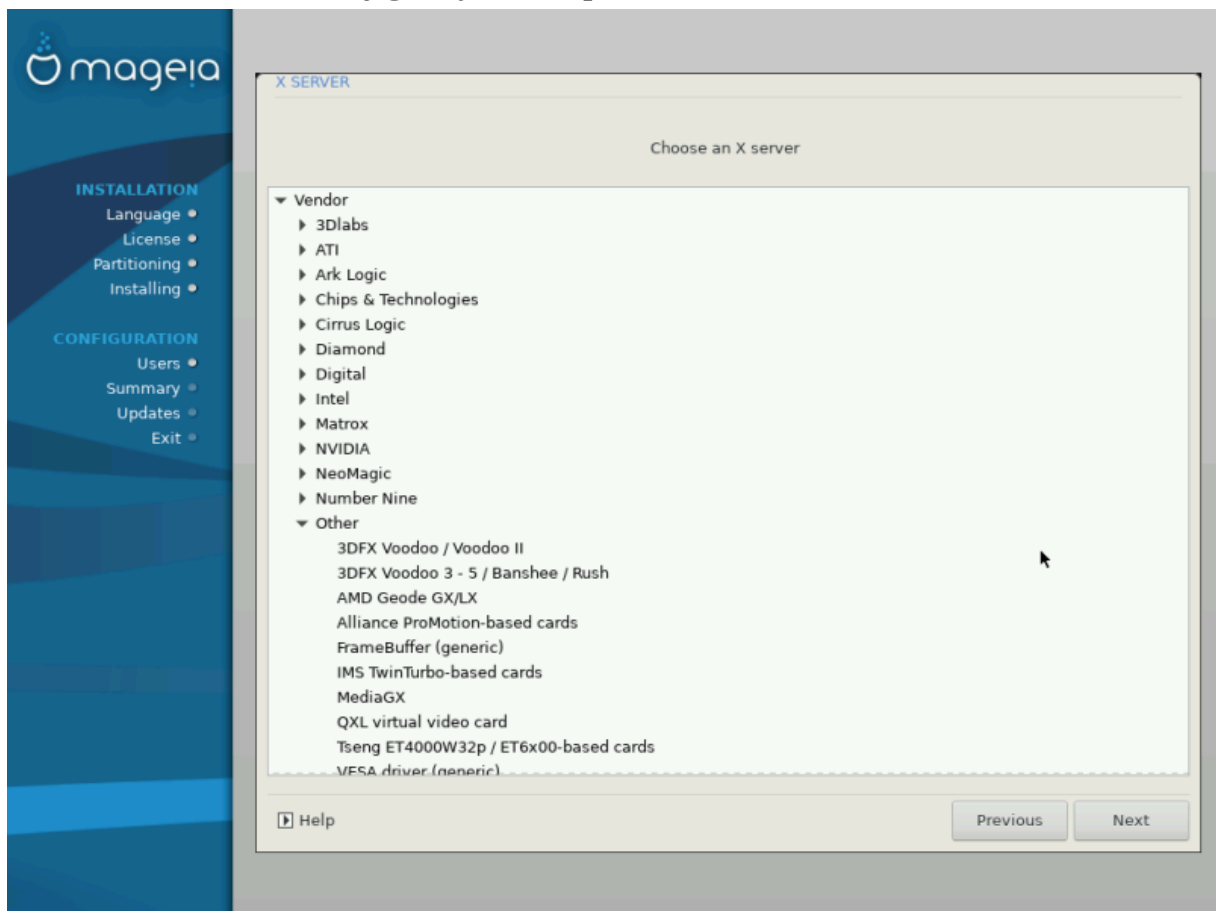 mageia
INSTALLATION
Language
License
Partitioning
Installing
CONFIGURATION
Users
Summary
Updates
Exit
X SERVER
Choose an X server
Vendor
3Dlabs
ATI
Ark Logic
Chips & Technologies
Cirrus Logic
Diamond
Digital
Intel
Matrox
NVIDIA
NeoMagic
Number Nine
Other
3DFX Voodoo / Voodoo II
3DFX Voodoo 3 - 5 / Banshee / Rush
AMD Geode GX/LX
Alliance ProMotion-based cards
FrameBuffer (generic)
IMS TwinTurbo-based cards
MediaGX
QXL virtual video card
Tseng ET4000W32p / ET6x00-based cards
VESA driver (generic)
Help
Previous
Next